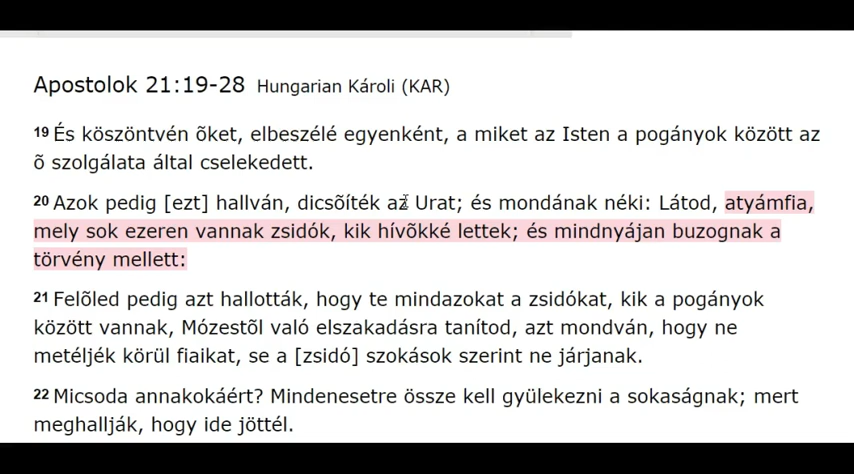 Apostolok 21:19-28 Hungarian Károli (KAR)
19 És köszöntvén õket, elbeszélé egyenként, a miket az Isten a pogányok között az
õ szolgálata által cselekedett.
20 Azok pedig [ezt] hallván, dicsõíték az Urat; és mondának néki: Látod, atyámfia,
mely sok ezeren vannak zsidók, kik hívõkké lettek; és mindnyájan buzognak a
törvény mellett:
21 Felõled pedig azt hallották, hogy te mindazokat a zsidókat, kik a pogányok
között vannak, Mózestõl való elszakadásra tanítod, azt mondván, hogy ne
metéljék körül fiaikat, se a [zsidó] szokások szerint ne járjanak.
22 Micsoda annakokáért? Mindenesetre össze kell gyülekezni a sokaságnak; mert
meghallják, hogy ide jöttél.